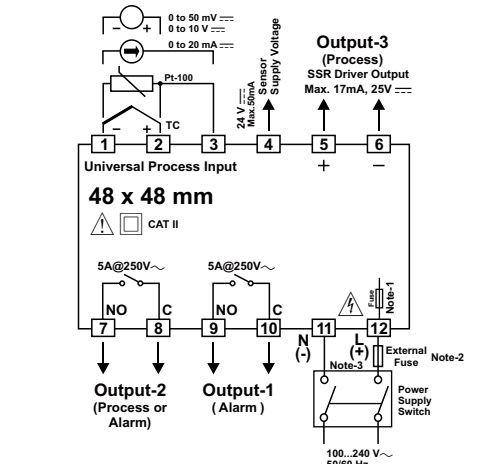 0 to 50 mV
0 to 10 V
- +
0 to 20 mA
Pt-100
TC
- +
24 V
Max.50mA
Sensor
Supply Voltage
Output-3
(Process)
SSR Driver Output
Max. 17mA, 25V
1 2 3 4 5 6
Universal Process Input
+ −
48 x 48 mm
CAT II
5A@250V~ 5A@250V~
Fuse
Note-1
NO C NO C
7 8 9 10 11 12
N
(-)
L
(+)
External
Fuse
Note-2
Note-3
Output-2
(Process or
Alarm)
Output-1
( Alarm )
Power
Supply
Switch
100...240 V~
50/60 Hz